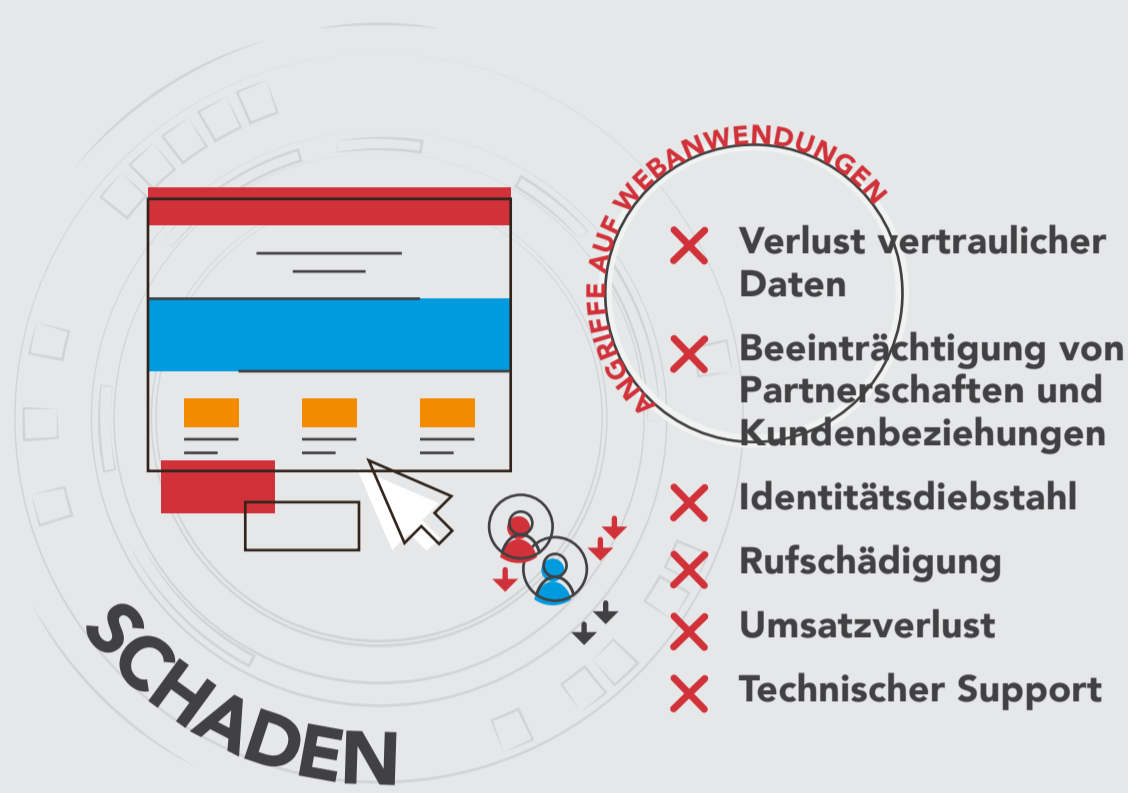 ANGRIFFE AUF WEBANWENDUNGEN
Verlust vertraulicher
Daten
Beeinträchtigung von
Partnerschaften und
Kundenbeziehungen
Identitätsdiebstahl
Rufschädigung
Umsatzverlust
Technischer Support
SCHADEN